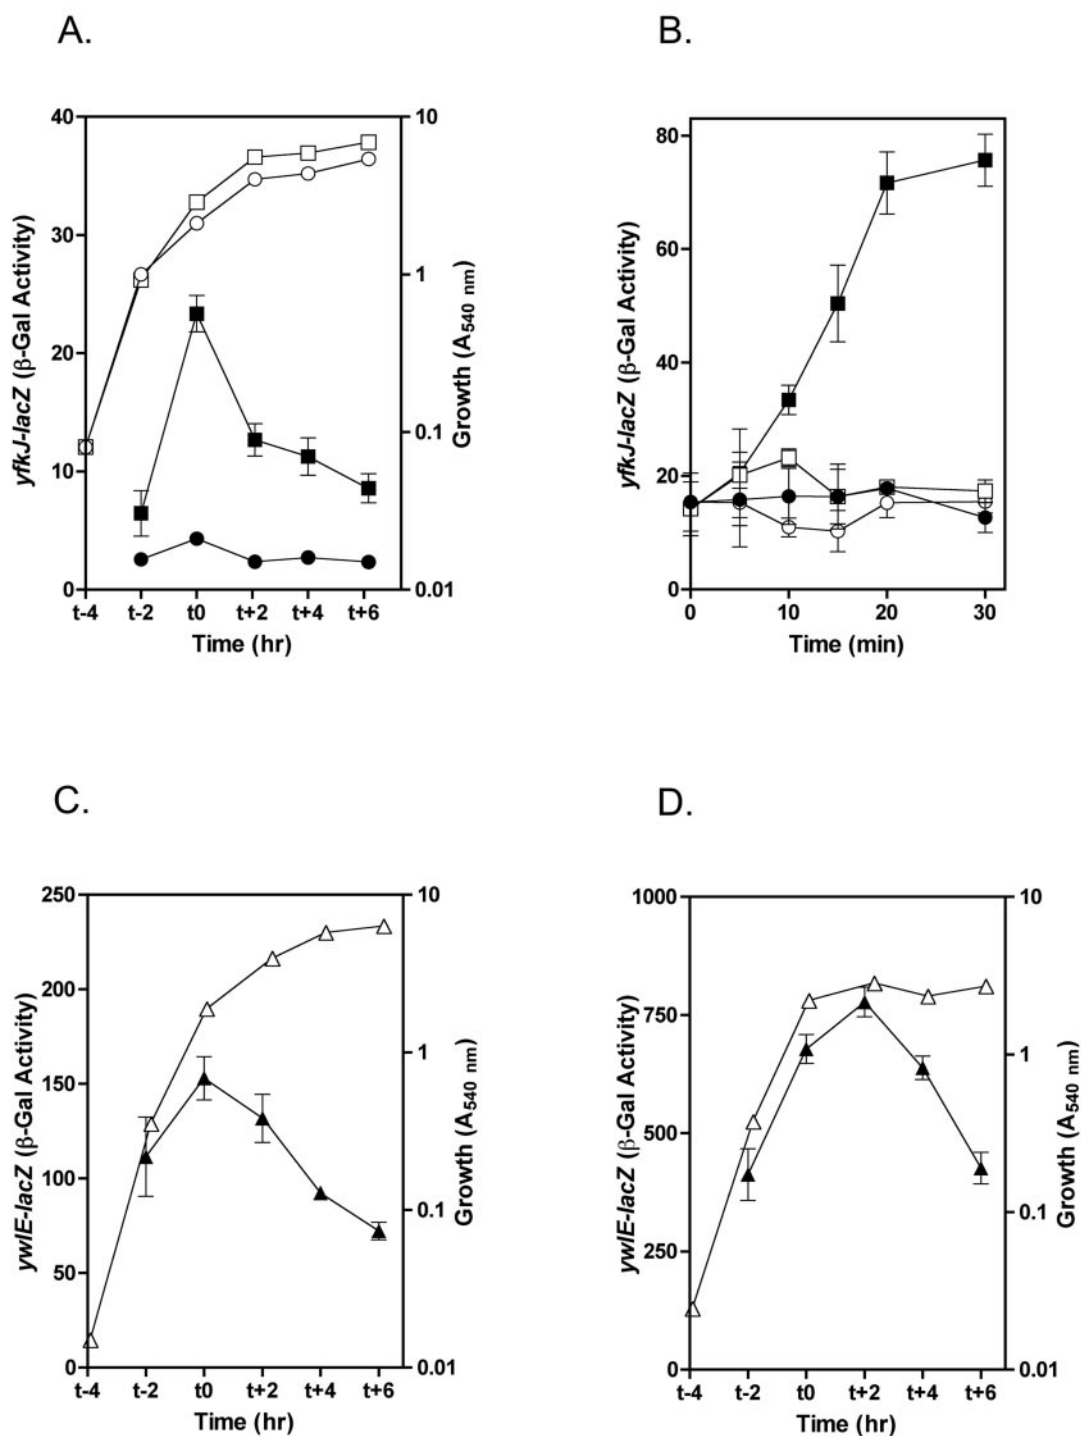 A.
40
30
20
10
0
10
1
0.1
0.01
yfkJ-lacZ (β-Gal Activity)
Growth (A540 nm)
t-4 t-2 t0 t+2 t+4 t+6
Time (hr)
B.
80
60
40
20
0
yfkJ-lacZ (β-Gal Activity)
0 10 20 30
Time (min)
C.
250
200
150
100
50
0
10
1
0.1
0.01
ywlE-lacZ (β-Gal Activity)
Growth (A540 nm)
t-4 t-2 t0 t+2 t+4 t+6
Time (hr)
D.
1000
750
500
250
0
10
1
0.1
0.01
ywlE-lacZ (β-Gal Activity)
Growth (A540 nm)
t-4 t-2 t0 t+2 t+4 t+6
Time (hr)